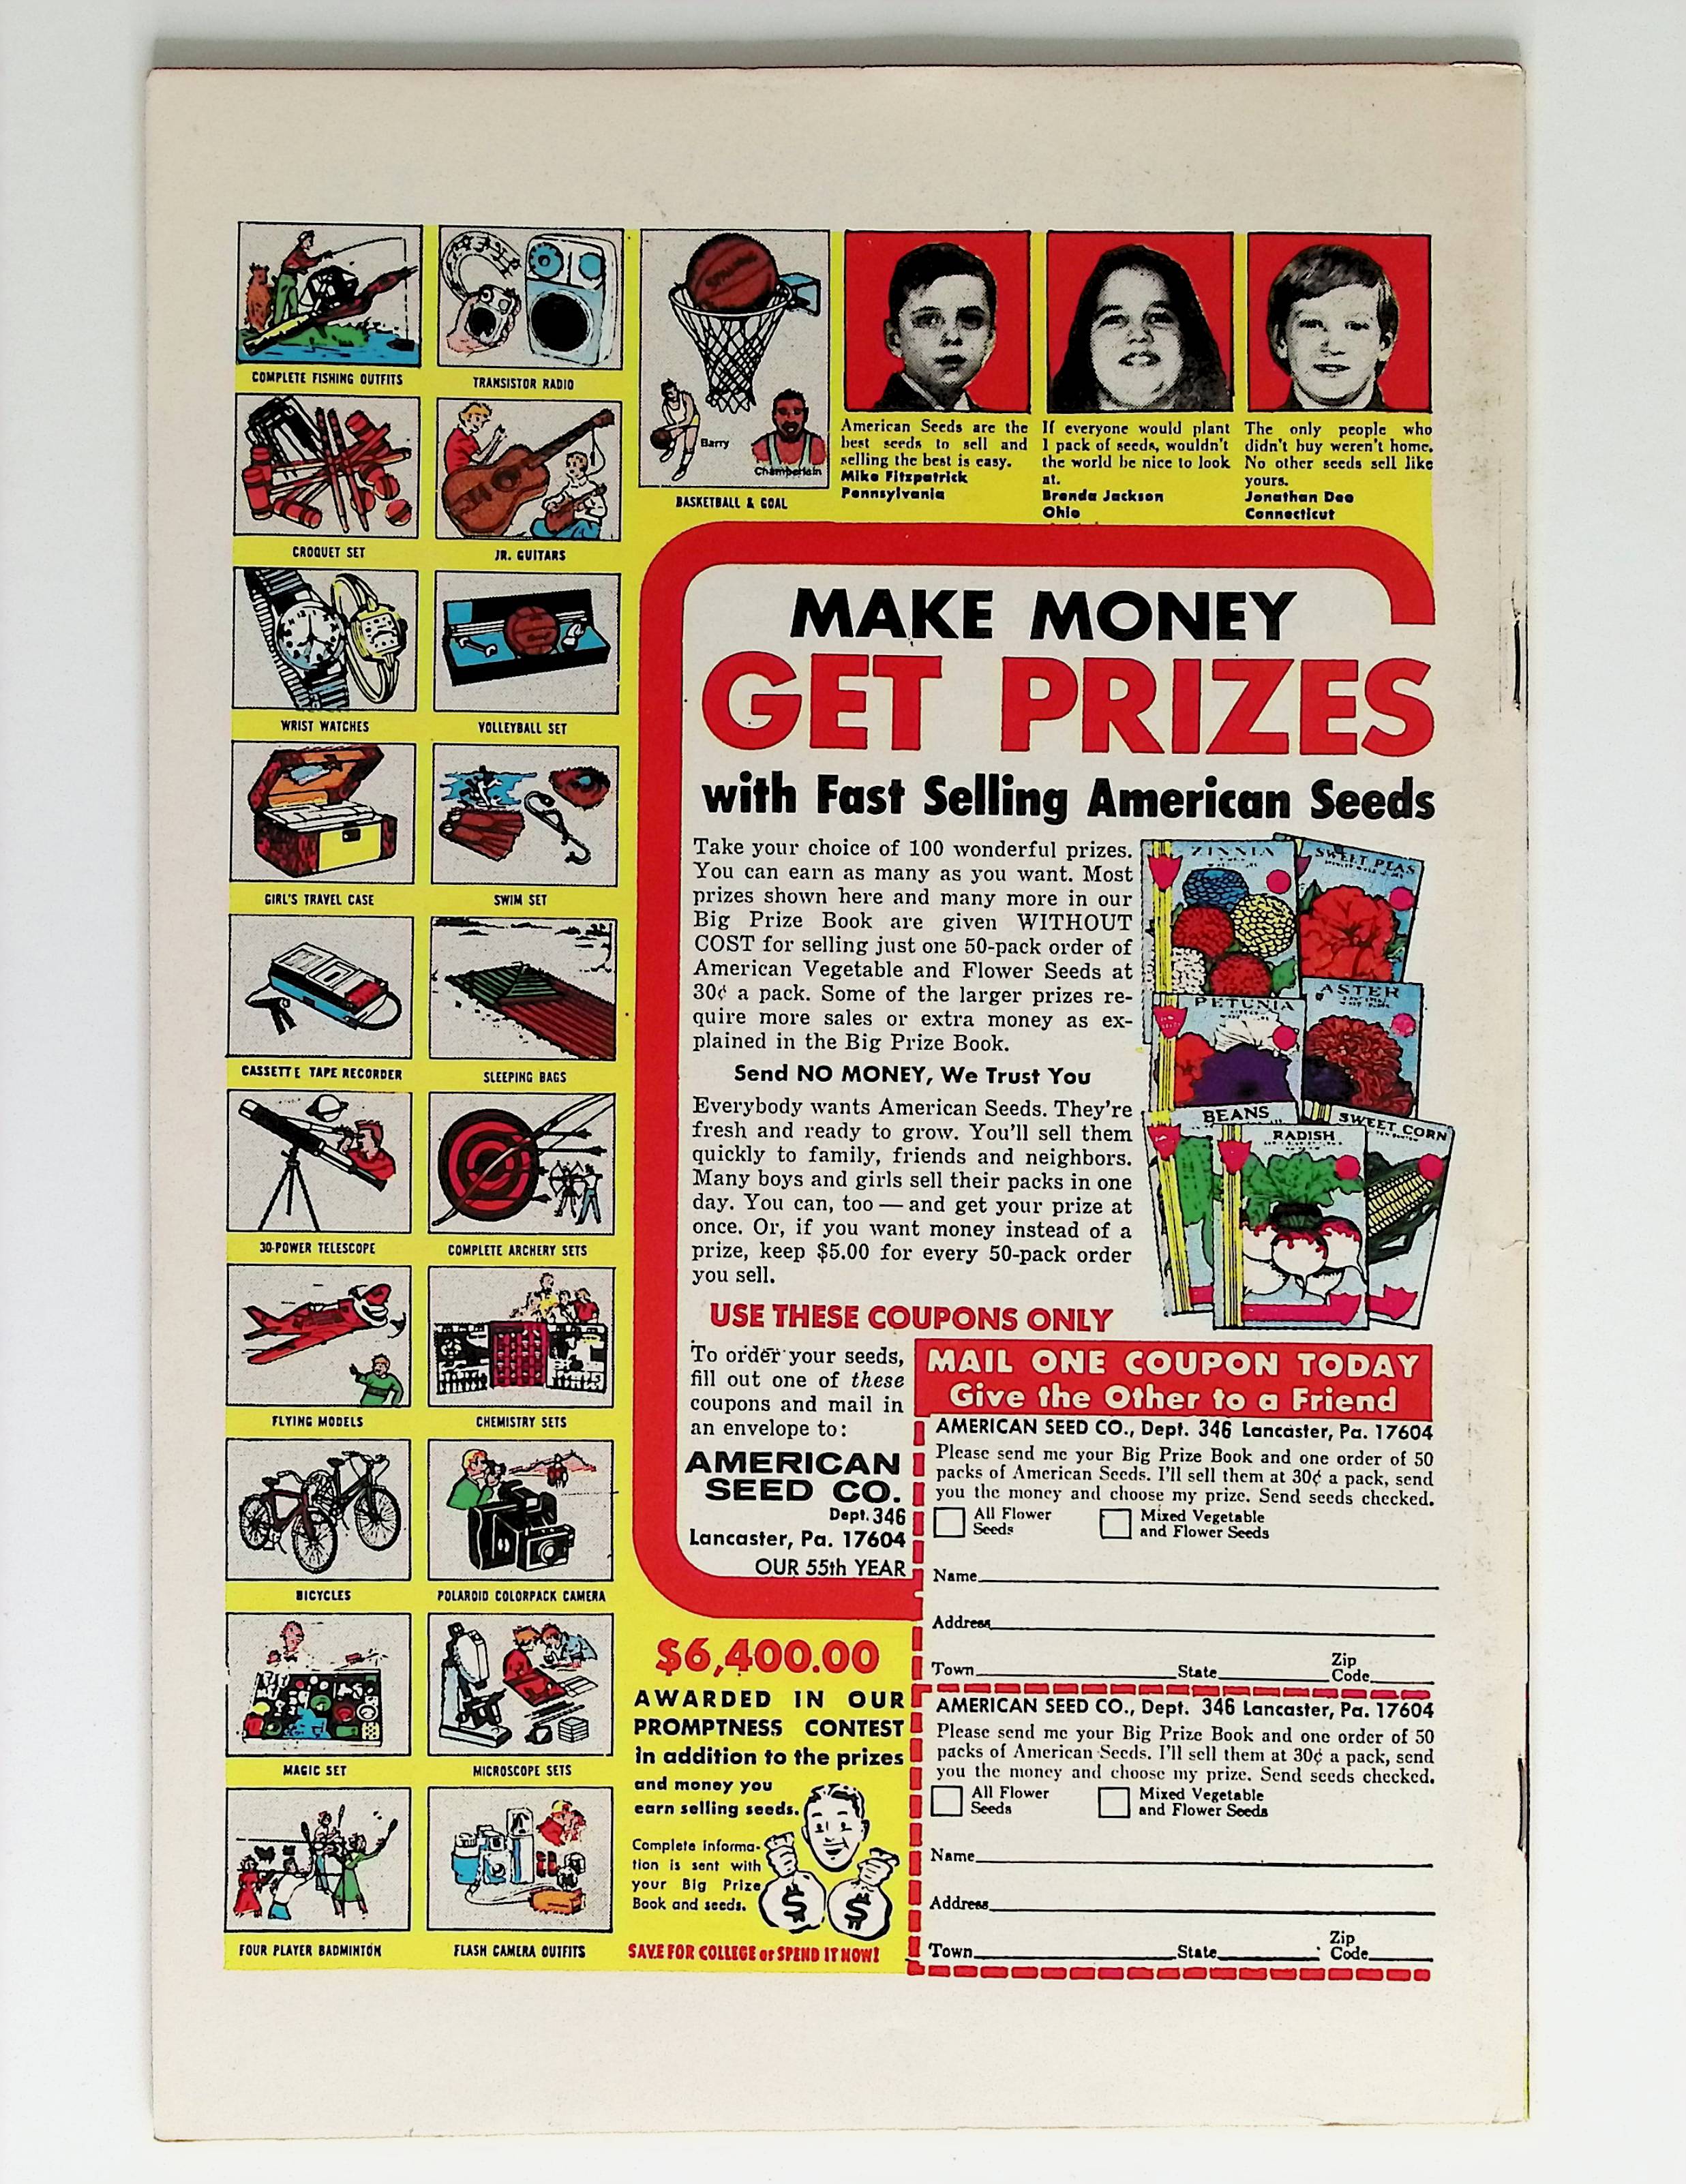 COMPLETE FISHING OUTFITS
TRANSISTOR RADIO
CROQUET SET
JR. GUITARS
WRIST WATCHES
VOLLEYBALL SET
GIRL'S TRAVEL CASE
SWIM SET
CASSETTE TAPE RECORDER
SLEEPING BAGS
30-POWER TELESCOPE
COMPLETE ARCHERY SETS
FLYING MODELS
CHEMISTRY SETS
BICYCLES
POLAROID COLORPACK CAMERA
MAGIC SET
MICROSCOPE SETS
FOUR PLAYER BADMINTON
FLASH CAMERA OUTFITS
Barry
Chamberlain
BASKETBALL & GOAL
American Seeds are the
best seeds to sell and
selling the best is easy.
Mike Fitzpatrick
Pennsylvania
If everyone would plant
1 pack of seeds, wouldn't
the world be nice to look
at.
Brenda Jackson
Ohio
The only people who
didn't buy weren't home.
No other seeds sell like
yours.
Jonathan Dee
Connecticut
MAKE MONEY
GET PRIZES
with Fast Selling American Seeds
Take your choice of 100 wonderful prizes.
You can earn as many as you want. Most
prizes shown here and many more in our
Big Prize Book are given WITHOUT
COST for selling just one 50-pack order of
American Vegetable and Flower Seeds at
30¢ a pack. Some of the larger prizes re-
quire more sales or extra money as ex-
plained in the Big Prize Book.
Send NO MONEY, We Trust You
Everybody wants American Seeds. They're
fresh and ready to grow. You'll sell them
quickly to family, friends and neighbors.
Many boys and girls sell their packs in one
day. You can, too — and get your prize at
once. Or, if you want money instead of a
prize, keep $5.00 for every 50-pack order
you sell.
ZINNIA
SWEET PEAS
PETUNIA
ASTER
BEANS
SWEET CORN
RADISH
USE THESE COUPONS ONLY
To order your seeds,
fill out one of these
coupons and mail in
an envelope to:
AMERICAN
SEED CO.
Dept. 346
Lancaster, Pa. 17604
OUR 55th YEAR
MAIL ONE COUPON TODAY
Give the Other to a Friend
AMERICAN SEED CO., Dept. 346 Lancaster, Pa. 17604
Please send me your Big Prize Book and one order of 50
packs of American Seeds. I'll sell them at 30¢ a pack, send
you the money and choose my prize. Send seeds checked.
All Flower
Seeds
Mixed Vegetable
and Flower Seeds
Name
Address
Town State Zip Code
AMERICAN SEED CO., Dept. 346 Lancaster, Pa. 17604
Please send me your Big Prize Book and one order of 50
packs of American Seeds. I'll sell them at 30¢ a pack, send
you the money and choose my prize. Send seeds checked.
All Flower
Seeds
Mixed Vegetable
and Flower Seeds
Name
Address
Town State Zip Code
$6,400.00
AWARDED IN OUR
PROMPTNESS CONTEST
in addition to the prizes
and money you
earn selling seeds.
Complete informa-
tion is sent with
your Big Prize
Book and seeds.
$ $
SAVE FOR COLLEGE or SPEND IT NOW!